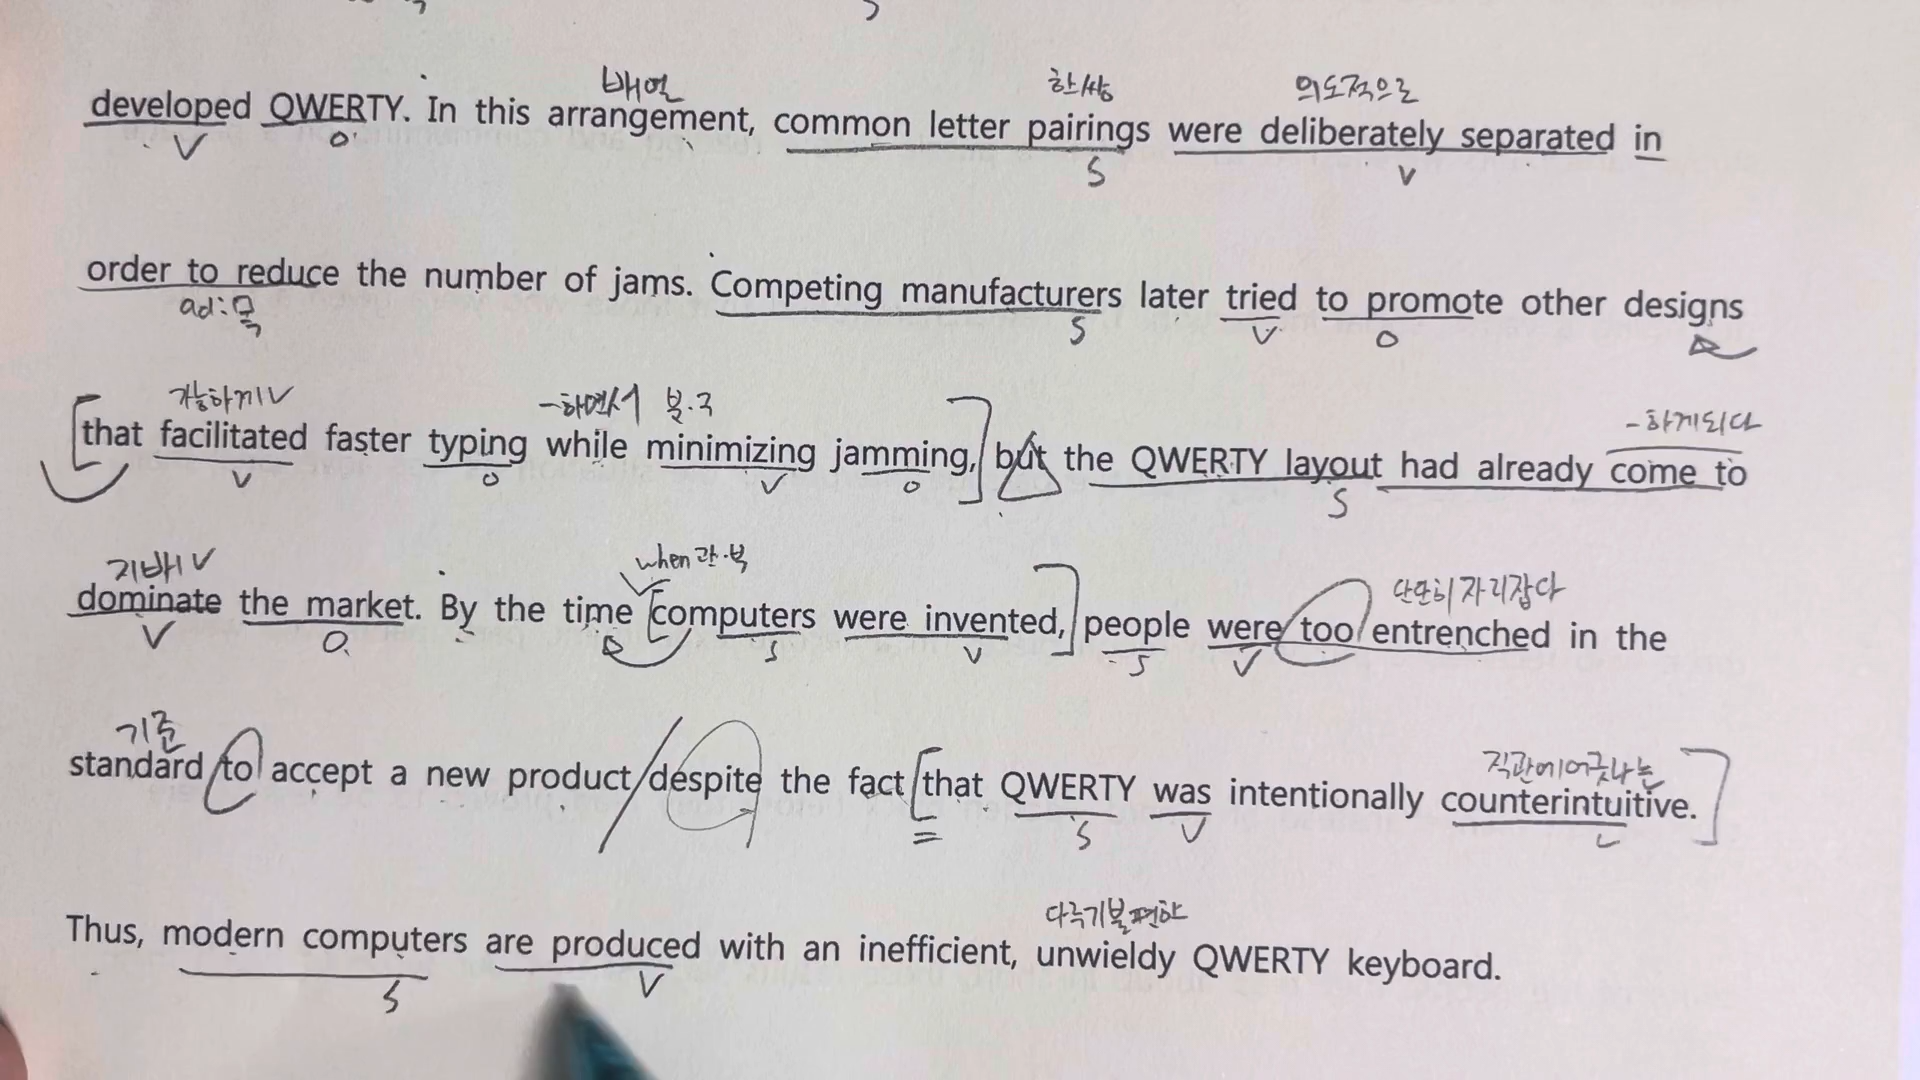 배열 한쌍 의도적으로
developed QWERTY. In this arrangement, common letter pairings were deliberately separated in
V O S V
order to reduce the number of jams. Competing manufacturers later tried to promote other designs
ad:목 S V O
가능하게V -하면서 분.구
[that facilitated faster typing while minimizing jamming,] but the QWERTY layout had already come to
V O V O S
-하게되다
지배V when 관.부 단단히 자리잡다
dominate the market. By the time [computers were invented,] people were too entrenched in the
V O S V S V
기준 직관에어긋나는
standard to accept a new product/despite the fact [that QWERTY was intentionally counterintuitive.]
= S V C
다루기불편한
Thus, modern computers are produced with an inefficient, unwieldy QWERTY keyboard.
S V